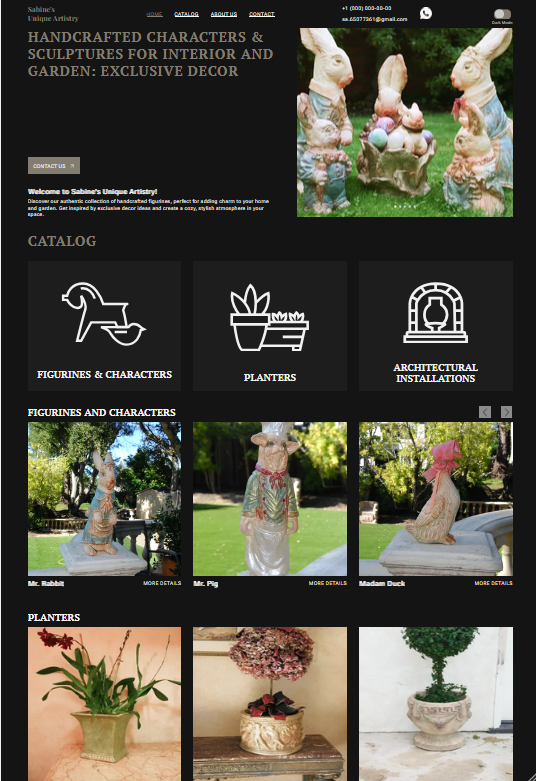 Sabine's
Unique Artistry
HOME
CATALOG
ABOUT US
CONTACT
+1 (000) 000-00-00
sa.65077361@gmail.com
Dark Mode
HANDCRAFTED CHARACTERS &
SCULPTURES FOR INTERIOR AND
GARDEN: EXCLUSIVE DECOR
CONTACT US
Welcome to Sabine's Unique Artistry!
Discover our authentic collection of handcrafted figurines, perfect for adding charm to your home
and garden. Get inspired by exclusive decor ideas and create a cozy, stylish atmosphere in your
space.
CATALOG
FIGURINES & CHARACTERS
PLANTERS
ARCHITECTURAL
INSTALLATIONS
FIGURINES AND CHARACTERS
Mr. Rabbit
MORE DETAILS
Mr. Pig
MORE DETAILS
Madam Duck
MORE DETAILS
PLANTERS